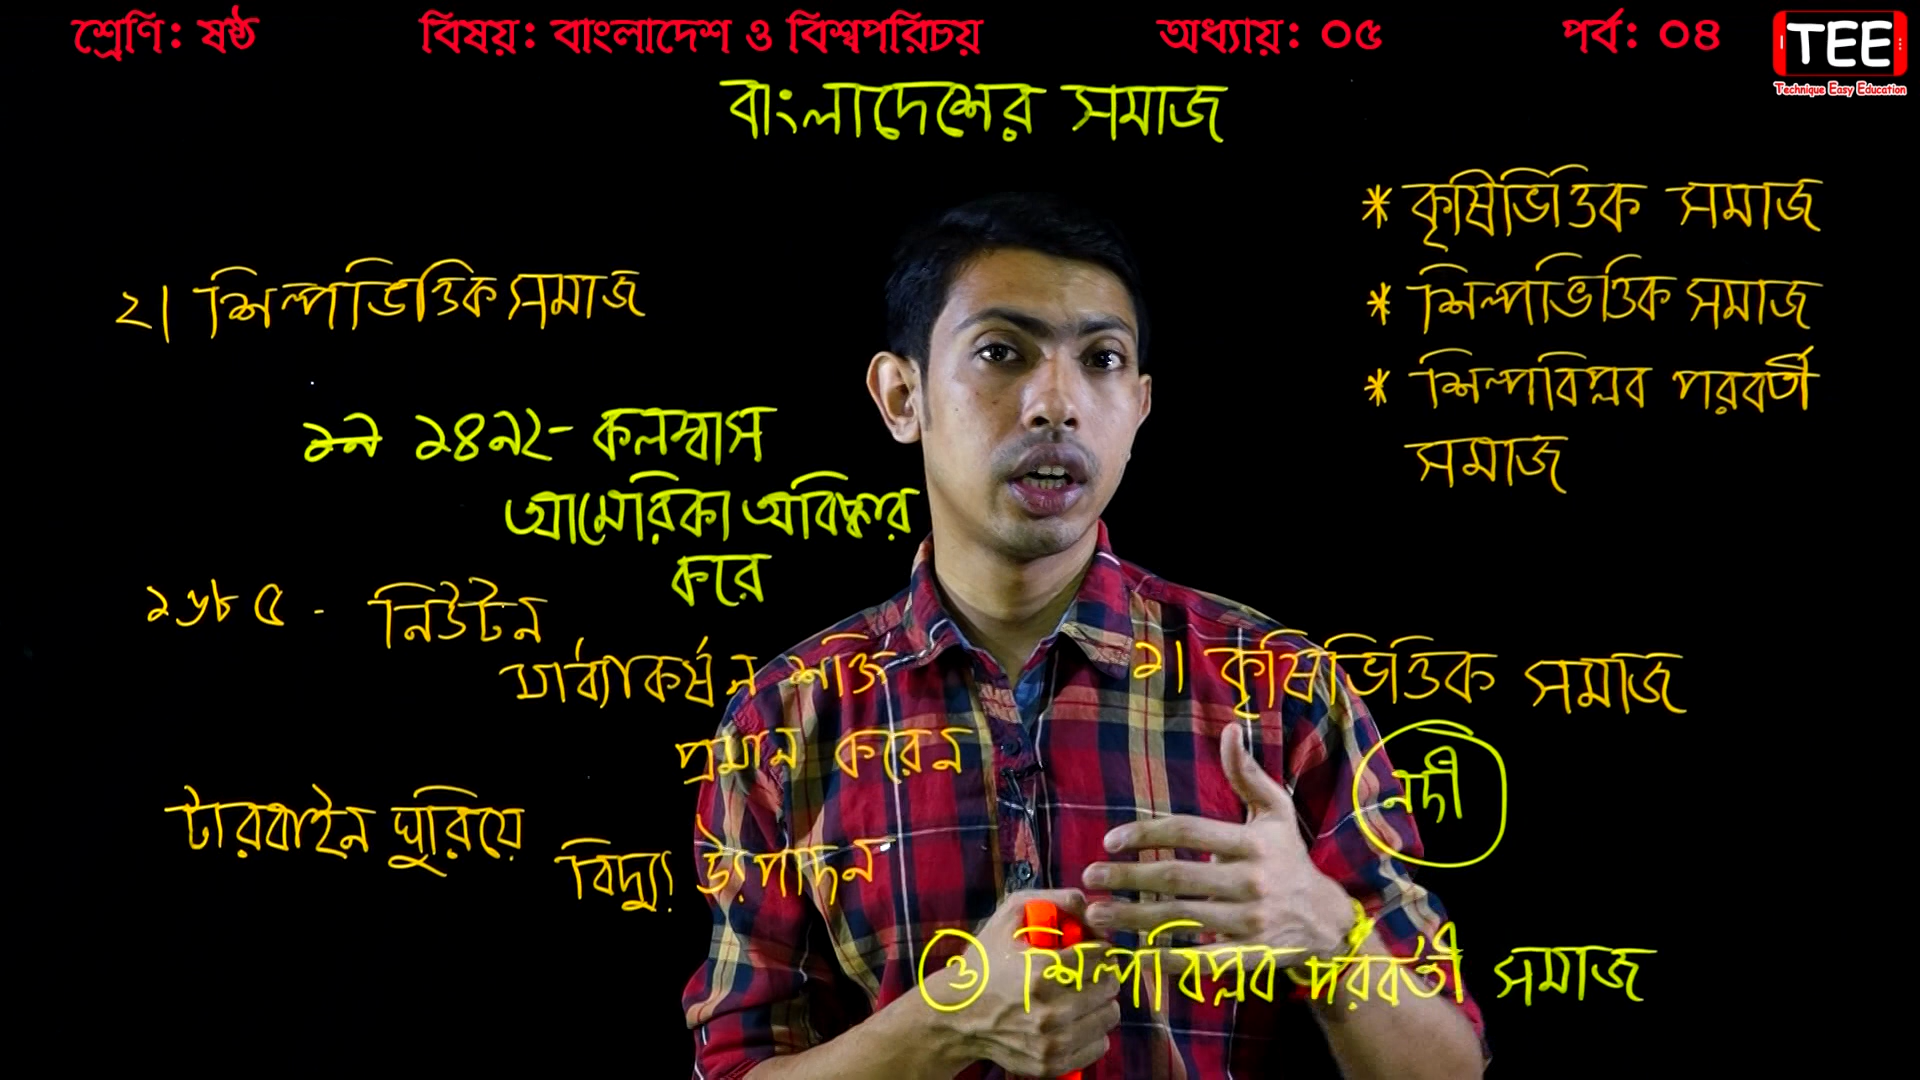 শ্রেণি: ষষ্ঠ বিষয়: বাংলাদেশ ও বিশ্বপরিচয় অধ্যায়: ০৫ পর্ব: ০৪
TEE
Technique Easy Education
বাংলাদেশের সমাজ
* কৃষিভিত্তিক সমাজ
* শিল্পভিত্তিক সমাজ
* শিল্পবিপ্লব পরবর্তী
সমাজ
২। শিল্পভিত্তিক সমাজ
১৪৯২- কলম্বাস
আমেরিকা অবিষ্কার
করে
১৬৮৫ - নিউটন
মাধ্যাকর্ষন শক্তি
প্রমান করেন
টারবাইন ঘুরিয়ে
বিদ্যুৎ উৎপাদন
১। কৃষিভিত্তিক সমাজ
নদী
৩ শিল্পবিপ্লব পরবর্তী সমাজ